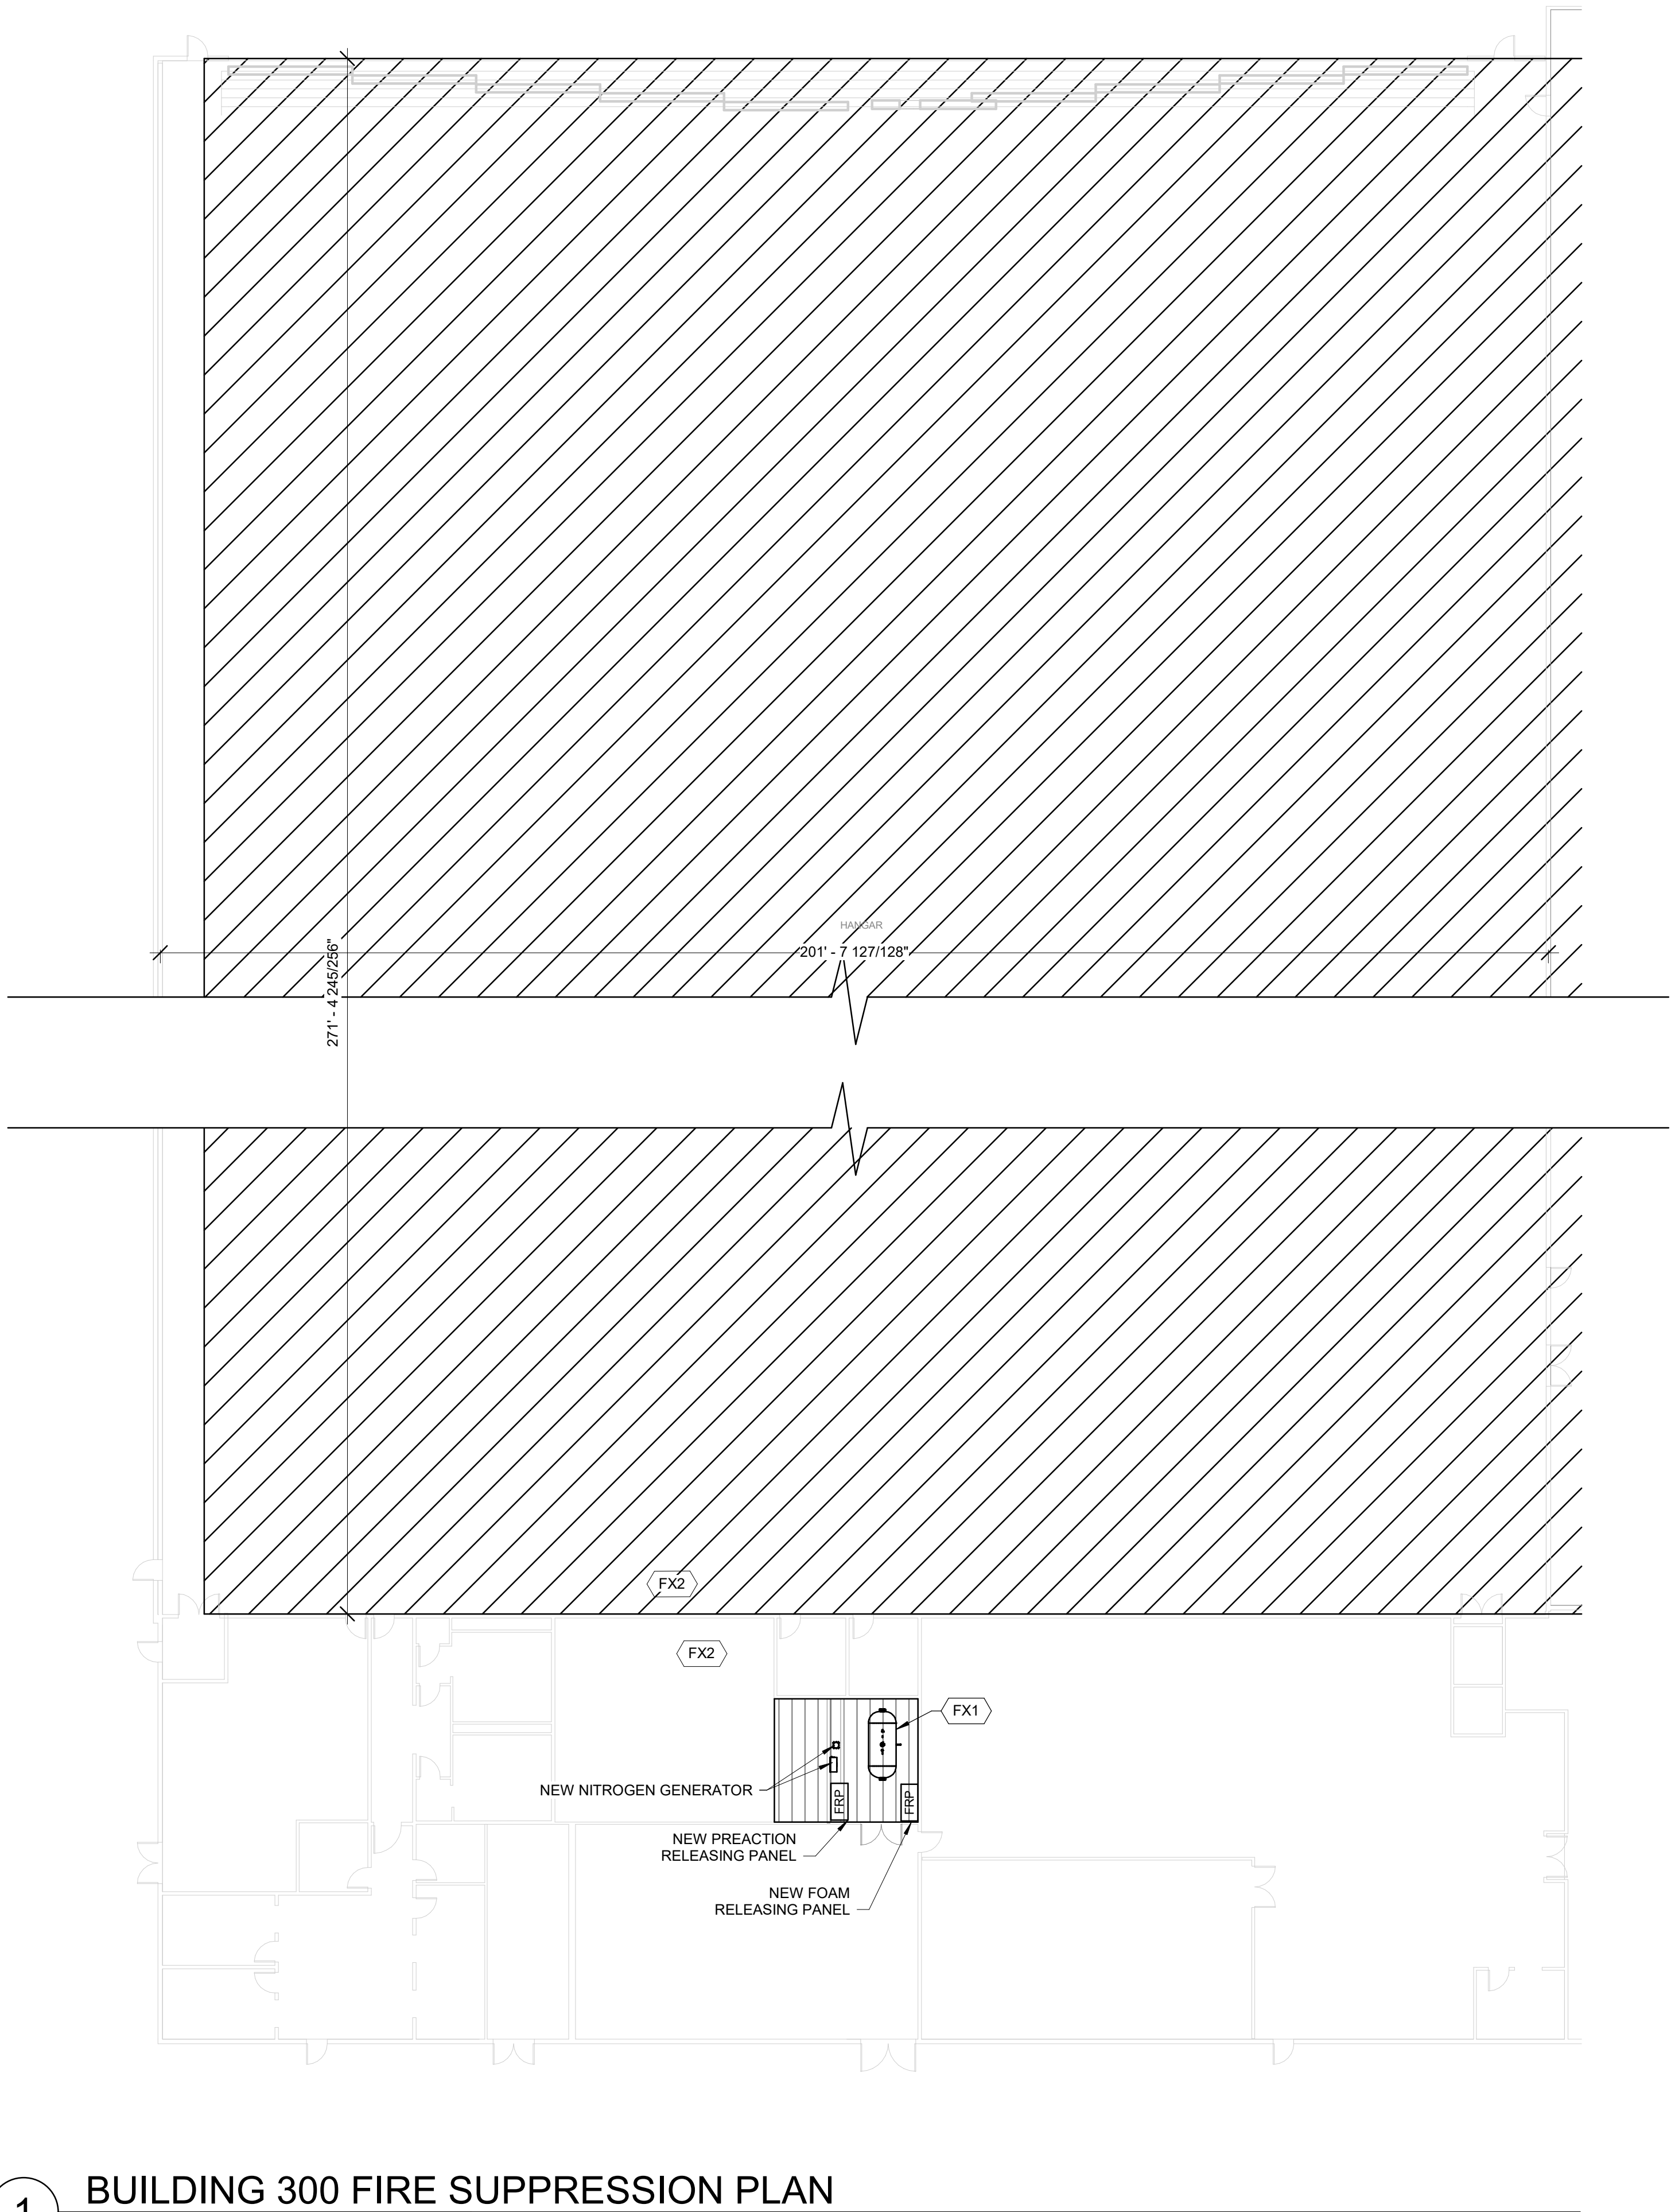 HANGAR
201' - 7 127/128"
271' - 4 245/256"
FX2
FX2
FX1
NEW NITROGEN GENERATOR
FRP
FRP
NEW PREACTION
RELEASING PANEL
NEW FOAM
RELEASING PANEL
1
BUILDING 300 FIRE SUPPRESSION PLAN